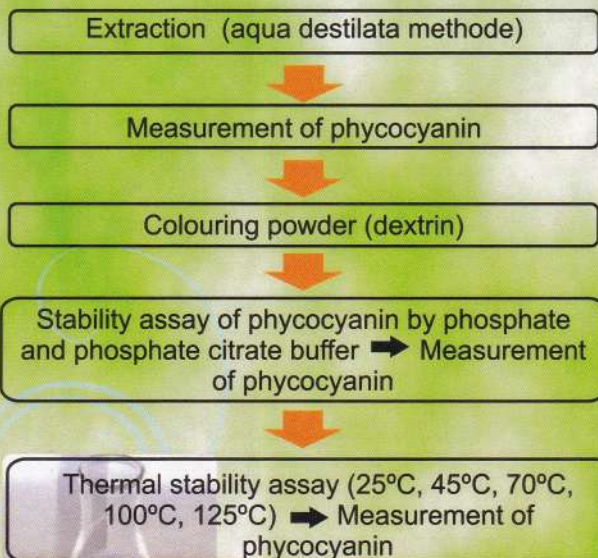 Extraction (aqua destilata methode)
Measurement of phycocyanin
Colouring powder (dextrin)
Stability assay of phycocyanin by phosphate
and phosphate citrate buffer ➡ Measurement
of phycocyanin
Thermal stability assay (25ºC, 45ºC, 70ºC,
100ºC, 125ºC) ➡ Measurement of
phycocyanin